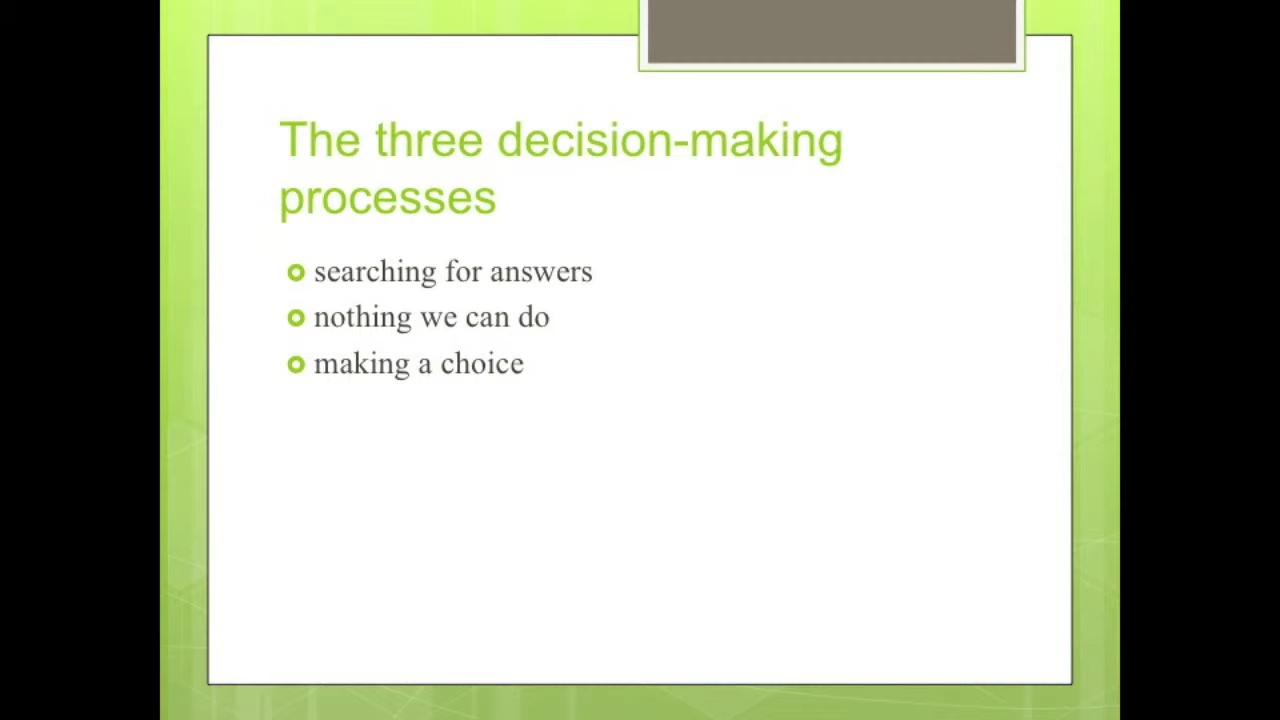 The three decision-making
processes
searching for answers
nothing we can do
making a choice